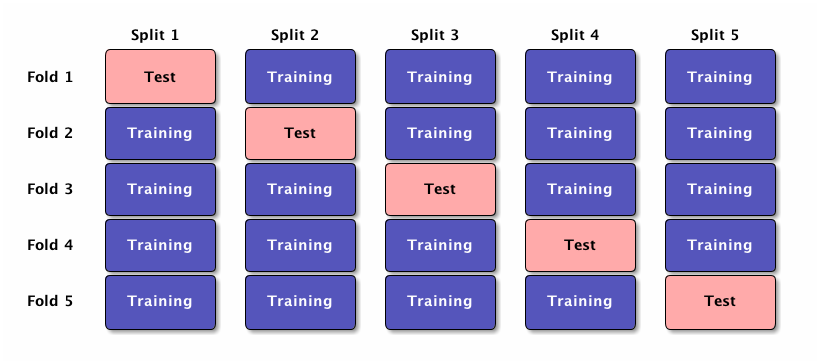 Split 1 Split 2 Split 3 Split 4 Split 5
Fold 1 Test Training Training Training Training
Fold 2 Training Test Training Training Training
Fold 3 Training Training Test Training Training
Fold 4 Training Training Training Test Training
Fold 5 Training Training Training Training Test